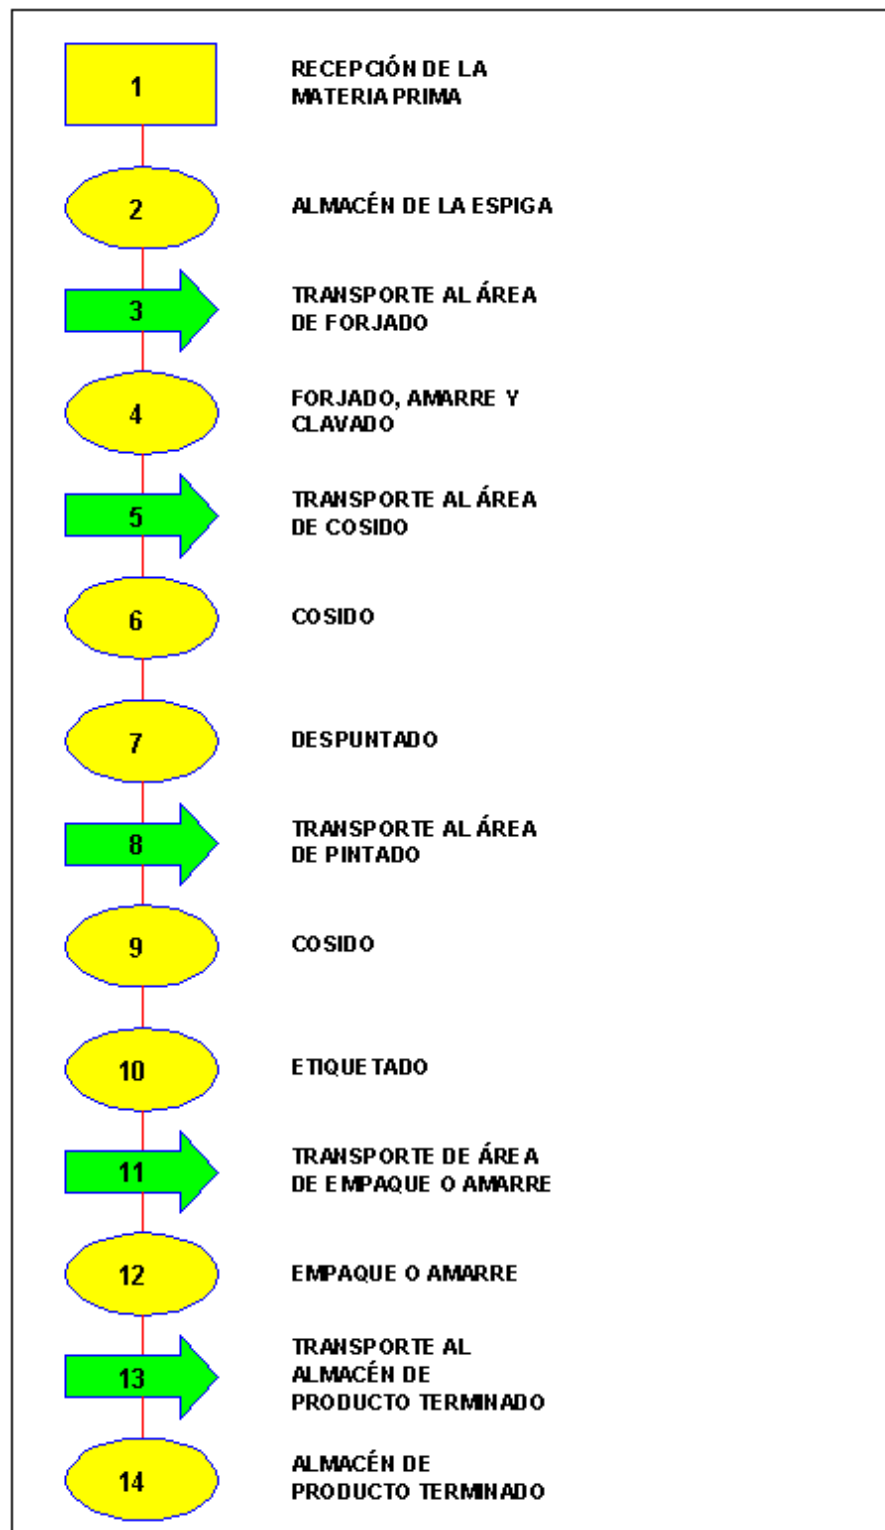 1
RECEPCIÓN DE LA
MATERIA PRIMA
2
ALMACÉN DE LA ESPIGA
3
TRANSPORTE AL ÁREA
DE FORJADO
4
FORJADO, AMARRE Y
CLAVADO
5
TRANSPORTE AL ÁREA
DE COSIDO
6
COSIDO
7
DESPUNTADO
8
TRANSPORTE AL ÁREA
DE PINTADO
9
COSIDO
10
ETIQUETADO
11
TRANSPORTE DE ÁREA
DE EMPAQUE O AMARRE
12
EMPAQUE O AMARRE
13
TRANSPORTE AL
ALMACÉN DE
PRODUCTO TERMINADO
14
ALMACÉN DE
PRODUCTO TERMINADO